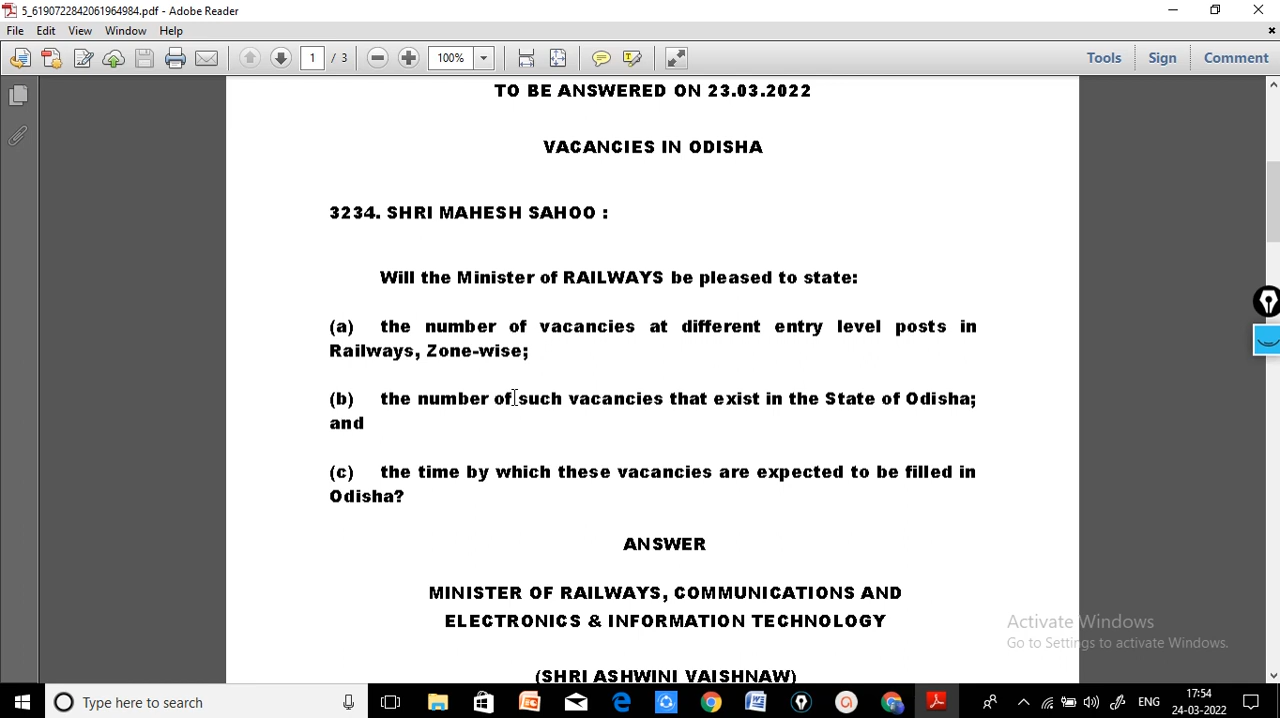 5_6190722842061964984.pdf - Adobe Reader
File Edit View Window Help
1 / 3 100% Tools Sign Comment
TO BE ANSWERED ON 23.03.2022
VACANCIES IN ODISHA
3234. SHRI MAHESH SAHOO :
Will the Minister of RAILWAYS be pleased to state:
(a) the number of vacancies at different entry level posts in
Railways, Zone-wise;
(b) the number of such vacancies that exist in the State of Odisha;
and
(c) the time by which these vacancies are expected to be filled in
Odisha?
ANSWER
MINISTER OF RAILWAYS, COMMUNICATIONS AND
ELECTRONICS & INFORMATION TECHNOLOGY
(SHRI ASHWINI VAISHNAW)
Activate Windows
Go to Settings to activate Windows.
Type here to search
ENG
17:54
24-03-2022